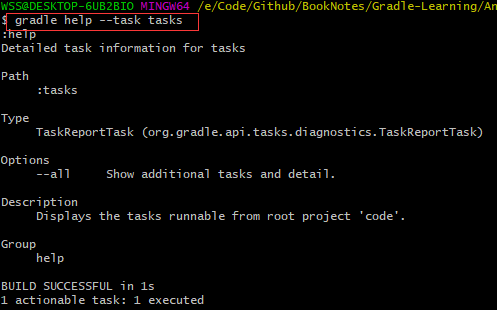 WSS@DESKTOP-6UB2BIO MINGW64 /e/Code/Github/BookNotes/Gradle-Learning/An
$ gradle help --task tasks
:help
Detailed task information for tasks
Path
:tasks
Type
TaskReportTask (org.gradle.api.tasks.diagnostics.TaskReportTask)
Options
--all     Show additional tasks and detail.
Description
Displays the tasks runnable from root project 'code'.
Group
help
BUILD SUCCESSFUL in 1s
1 actionable task: 1 executed